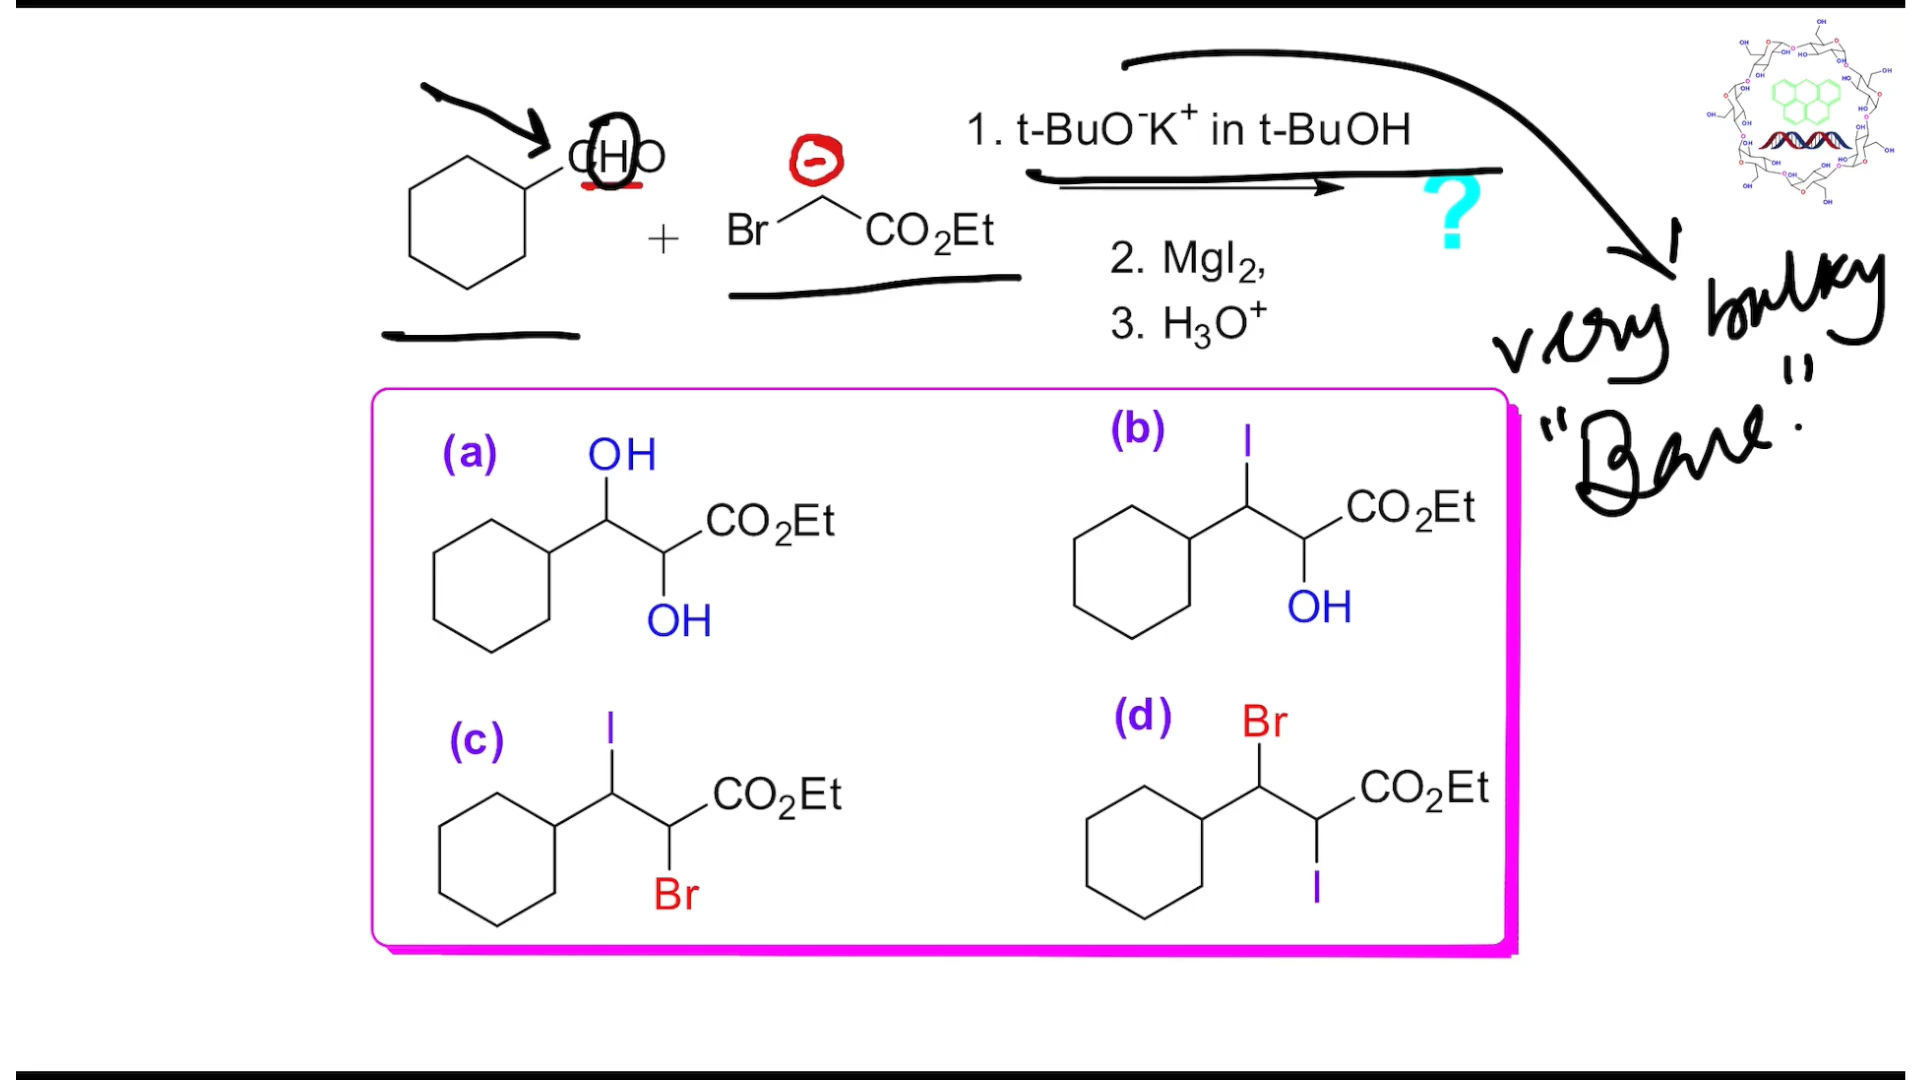 CHO
+
Br
CO2Et
1. t-BuO-K+ in t-BuOH
?
2. MgI2,
3. H3O+
very bulky
"Base."
(a)
OH
CO2Et
OH
(b)
I
CO2Et
OH
(c)
I
CO2Et
Br
(d)
Br
CO2Et
I